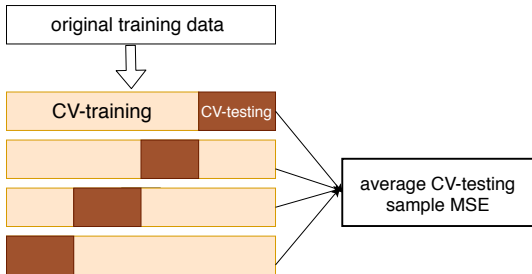 original training data
CV-training
CV-testing
average CV-testing
sample MSE